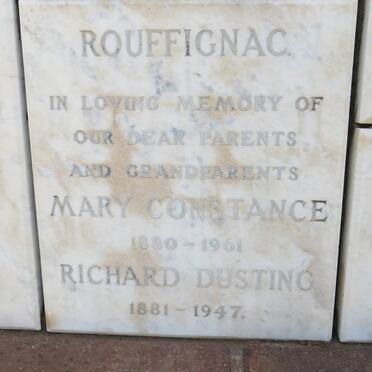 ROUFFIGNAC
IN LOVING MEMORY OF
OUR DEAR PARENTS
AND GRANDPARENTS
MARY CONSTANCE
1880 - 1961
RICHARD DUSTING
1881 - 1947.